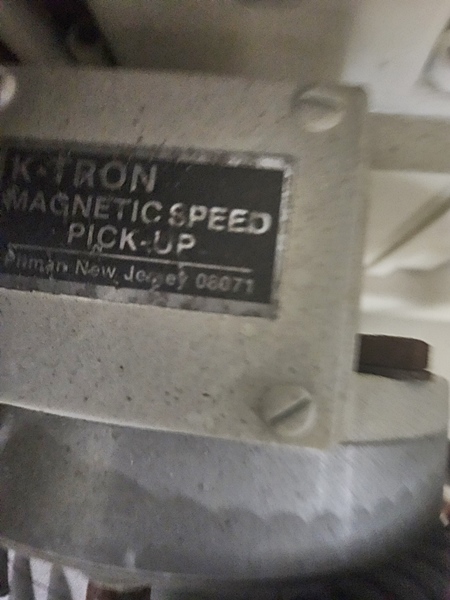 K-TRON
MAGNETIC SPEED
PICK-UP
Pitman New Jersey 08071